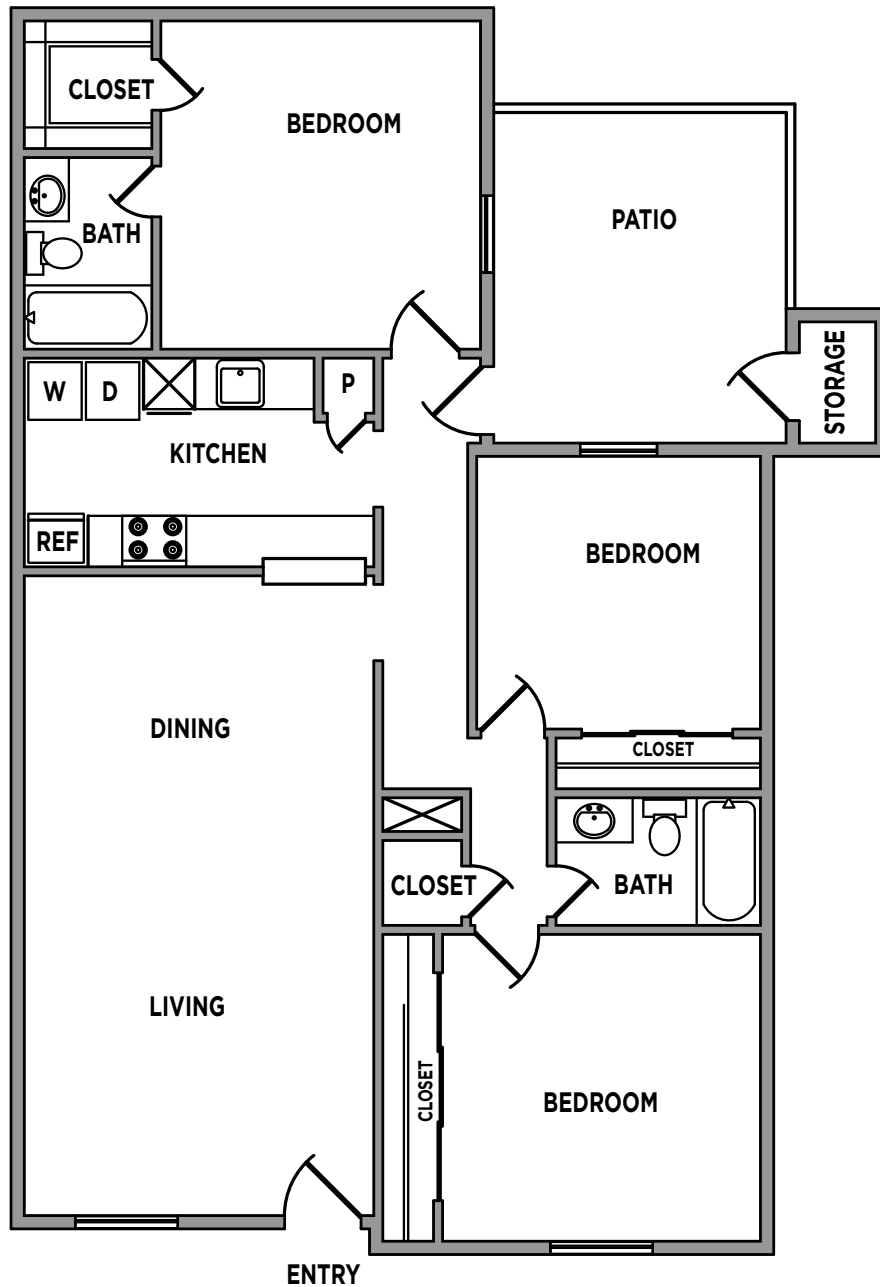 CLOSET
BEDROOM
PATIO
BATH
STORAGE
W
D
P
KITCHEN
REF
BEDROOM
DINING
CLOSET
CLOSET
BATH
LIVING
CLOSET
BEDROOM
ENTRY